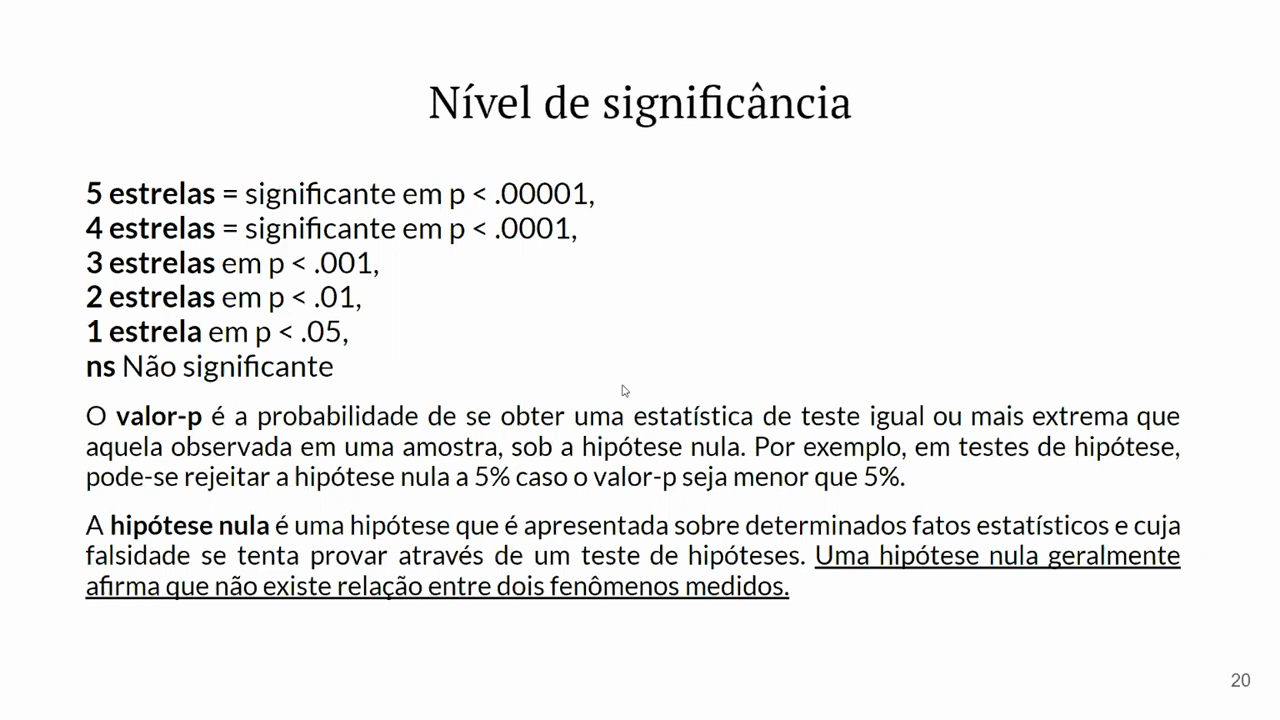 Nível de significância
5 estrelas = significante em p < .00001,
4 estrelas = significante em p < .0001,
3 estrelas em p < .001,
2 estrelas em p < .01,
1 estrela em p < .05,
ns Não significante
O valor-p é a probabilidade de se obter uma estatística de teste igual ou mais extrema que
aquela observada em uma amostra, sob a hipótese nula. Por exemplo, em testes de hipótese,
pode-se rejeitar a hipótese nula a 5% caso o valor-p seja menor que 5%.
A hipótese nula é uma hipótese que é apresentada sobre determinados fatos estatísticos e cuja
falsidade se tenta provar através de um teste de hipóteses. Uma hipótese nula geralmente
afirma que não existe relação entre dois fenômenos medidos.
20